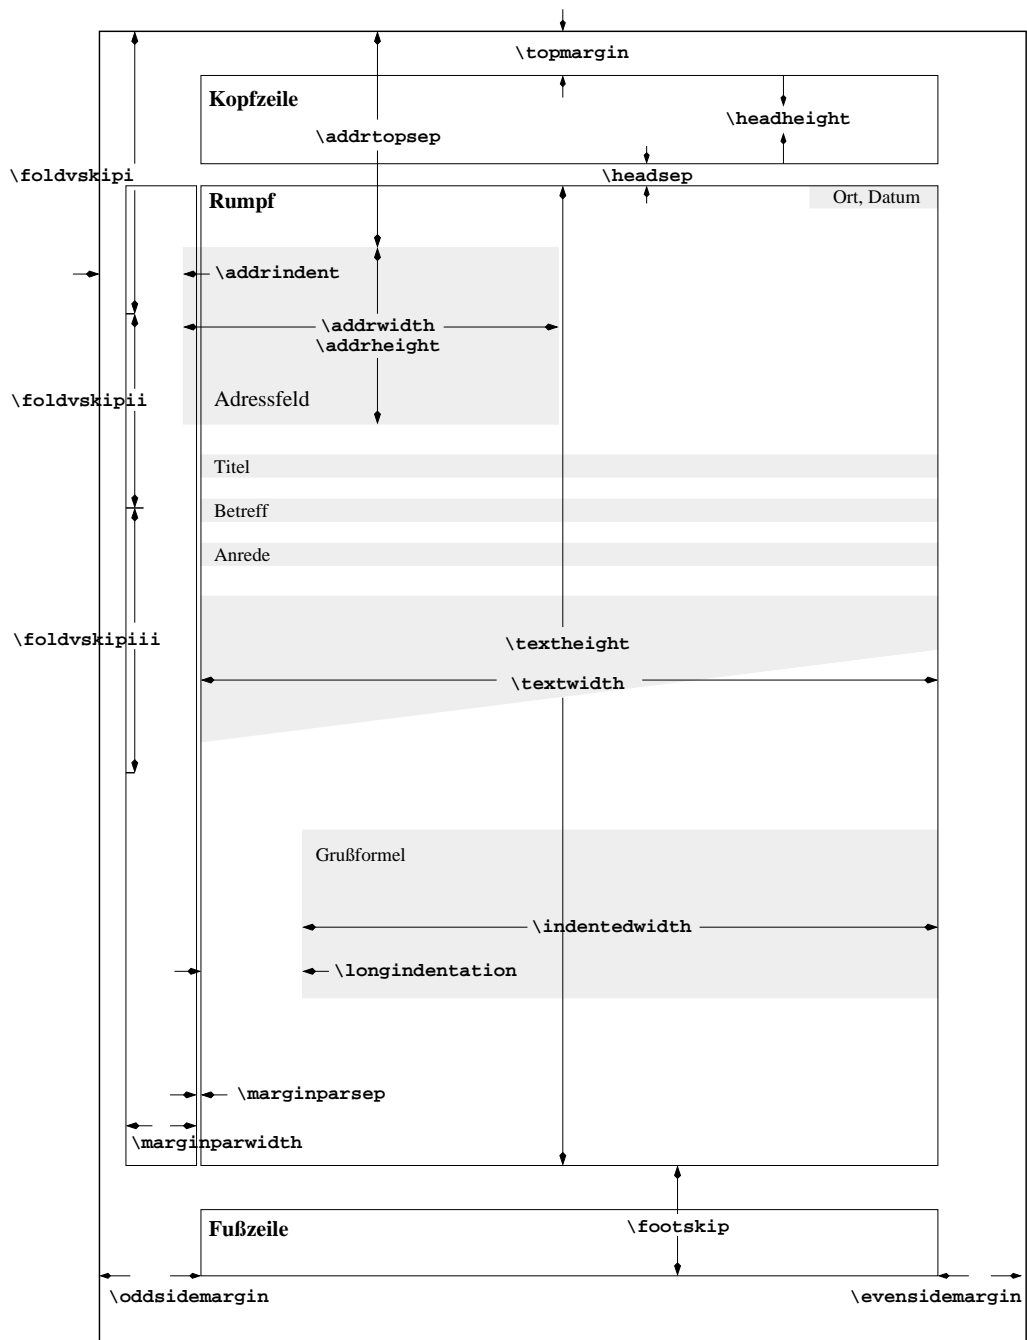 \topmargin
Kopfzeile
\headheight
\addrtopsep
\foldvskipi
\headsep
Rumpf
Ort, Datum
\addrindent
\addrwidth
\addrheight
\foldvskipii
Adressfeld
Titel
Betreff
Anrede
\foldvskipiii
\textheight
\textwidth
Grußformel
\indentedwidth
\longindentation
\marginparsep
\marginparwidth
Fußzeile
\footskip
\oddsidemargin
\evensidemargin